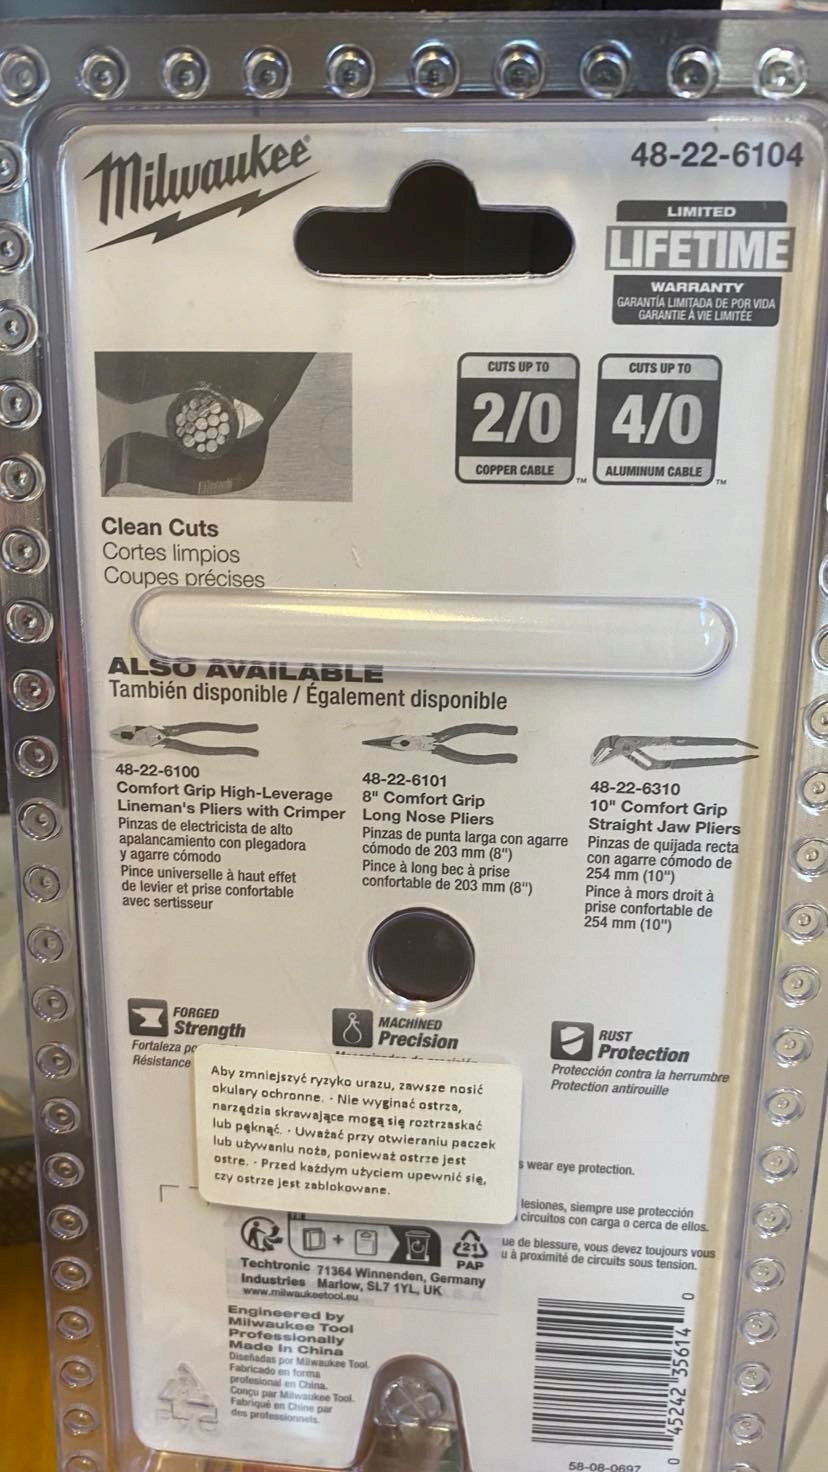 Milwaukee®
48-22-6104
LIMITED
LIFETIME
WARRANTY
GARANTÍA LIMITADA DE POR VIDA
GARANTIE À VIE LIMITÉE
CUTS UP TO
2/0
COPPER CABLE
™
CUTS UP TO
4/0
ALUMINUM CABLE
™
Clean Cuts
Cortes limpios
Coupes précises
ALSO AVAILABLE
También disponible / Également disponible
48-22-6100
Comfort Grip High-Leverage
Lineman's Pliers with Crimper
Pinzas de electricista de alto
apalancamiento con plegadora
y agarre cómodo
Pince universelle à haut effet
de levier et prise confortable
avec sertisseur
48-22-6101
8" Comfort Grip
Long Nose Pliers
Pinzas de punta larga con agarre
cómodo de 203 mm (8")
Pince à long bec à prise
confortable de 203 mm (8")
48-22-6310
10" Comfort Grip
Straight Jaw Pliers
Pinzas de quijada recta
con agarre cómodo de
254 mm (10")
Pince à mors droit à
prise confortable de
254 mm (10")
FORGED
Strength
Fortaleza
Résistance
MACHINED
Precision
RUST
Protection
Protección contra la herrumbre
Protection antirouille
Aby zmniejszyć ryzyko urazu, zawsze nosić
okulary ochronne. - Nie wyginać ostrza,
narzędzia skrawające mogą się roztrzaskać
lub pęknąć. - Uważać przy otwieraniu paczek
lub używaniu noża, ponieważ ostrze jest
ostre. - Przed każdym użyciem upewnić się,
czy ostrze jest zablokowane.
wear eye protection.
lesiones, siempre use protección
circuitos con carga o cerca de ellos.
ue de blessure, vous devez toujours vous
u à proximité de circuits sous tension.
+
21
PAP
Techtronic 71364 Winnenden, Germany
Industries Marlow, SL7 1YL, UK
www.milwaukeetool.eu
Engineered by
Milwaukee Tool
Professionally
Made in China
Diseñadas por Milwaukee Tool.
Fabricado en forma
profesional en China.
Conçu par Milwaukee Tool.
Fabriqué en Chine par
des professionnels.
0 45242 35614 0
58-08-0697